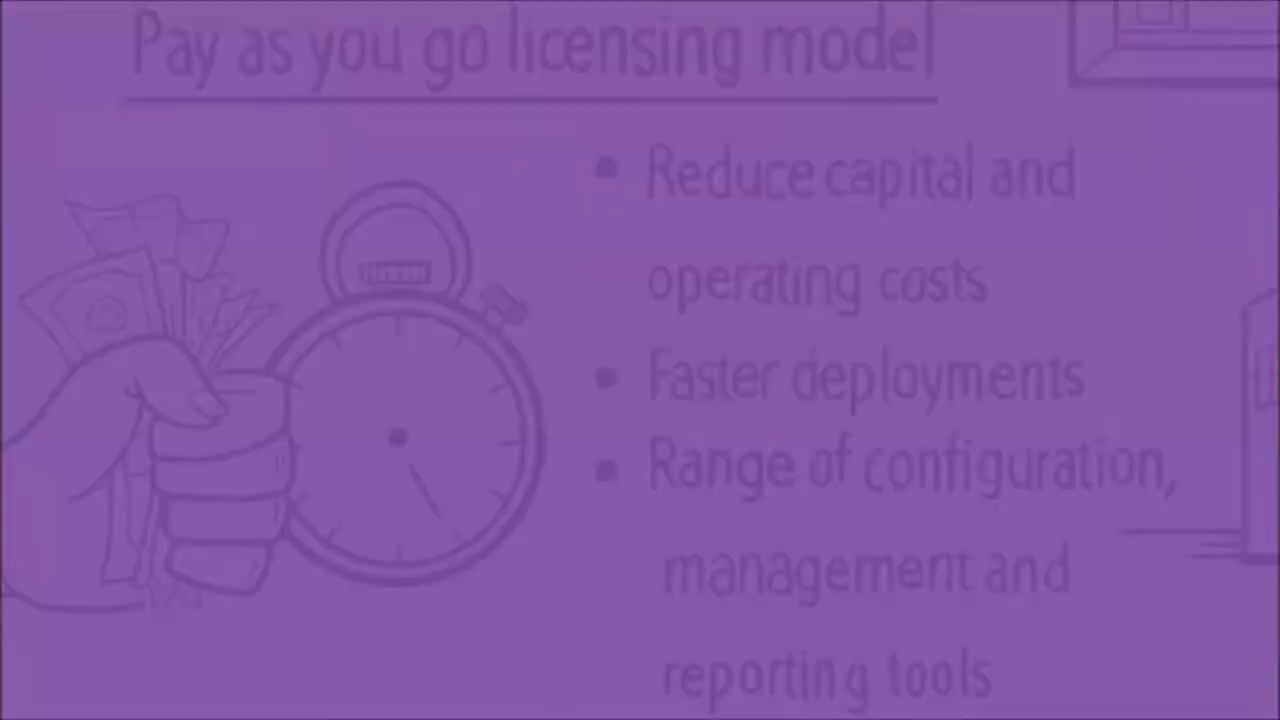 Pay as you go licensing model
• Reduce capital and
operating costs
• Faster deployments
• Range of configuration,
management and
reporting tools